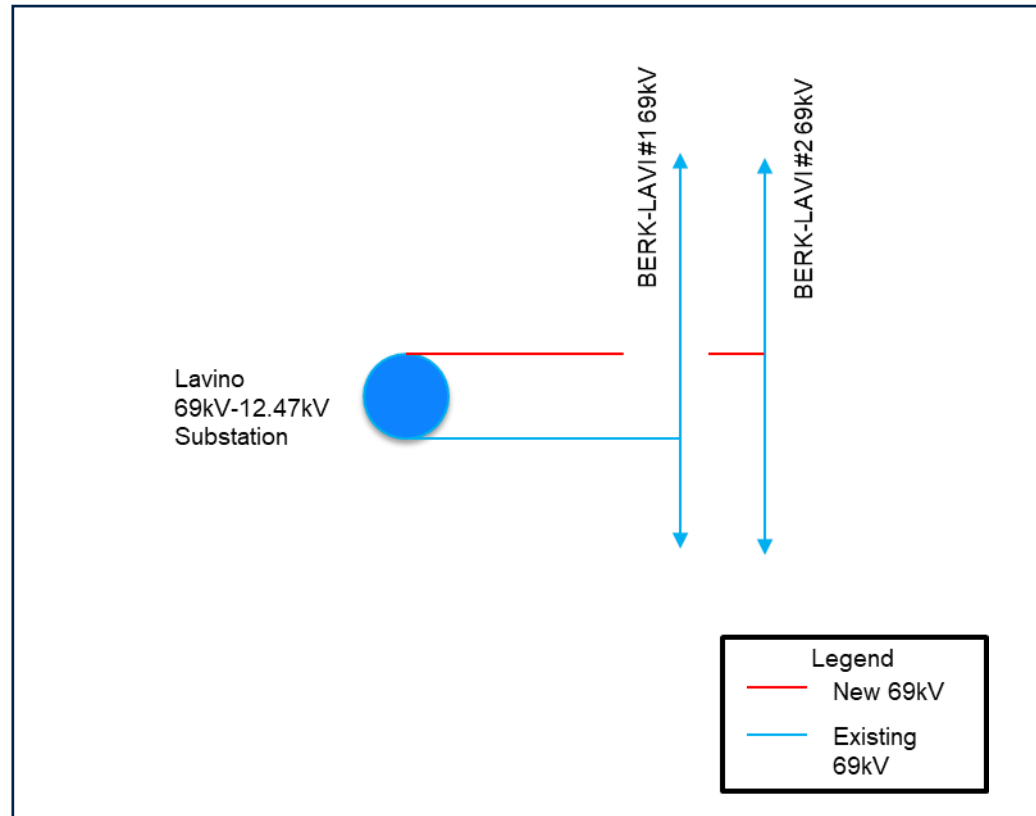 BERK-LAVI#1 69kV
BERK-LAVI#2 69kV
Lavino
69kV-12.47kV
Substation
Legend
New 69kV
Existing
69kV